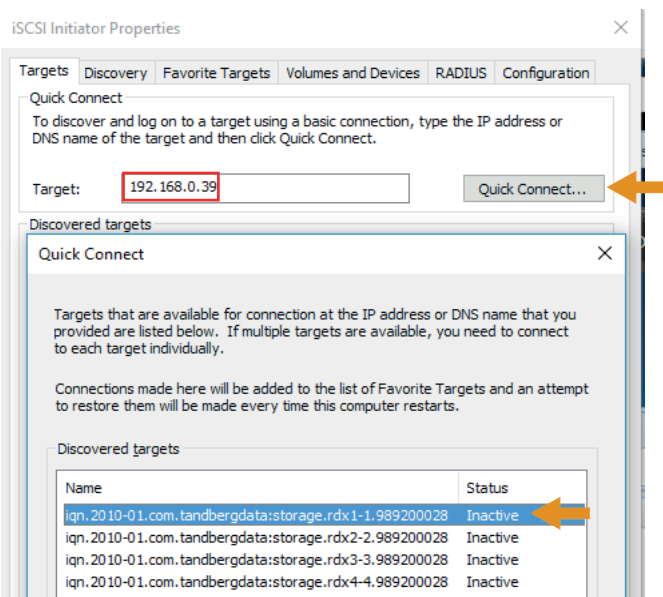 iSCSI Initiator Properties
Targets Discovery Favorite Targets Volumes and Devices RADIUS Configuration
Quick Connect
To discover and log on to a target using a basic connection, type the IP address or
DNS name of the target and then click Quick Connect.
Target: 192.168.0.39 Quick Connect...
Discovered targets
Quick Connect
Targets that are available for connection at the IP address or DNS name that you
provided are listed below. If multiple targets are available, you need to connect
to each target individually.
Connections made here will be added to the list of Favorite Targets and an attempt
to restore them will be made every time this computer restarts.
Discovered targets
Name Status
iqn.2010-01.com.tandbergdata:storage.rdx1-1.989200028 Inactive
iqn.2010-01.com.tandbergdata:storage.rdx2-2.989200028 Inactive
iqn.2010-01.com.tandbergdata:storage.rdx3-3.989200028 Inactive
iqn.2010-01.com.tandbergdata:storage.rdx4-4.989200028 Inactive